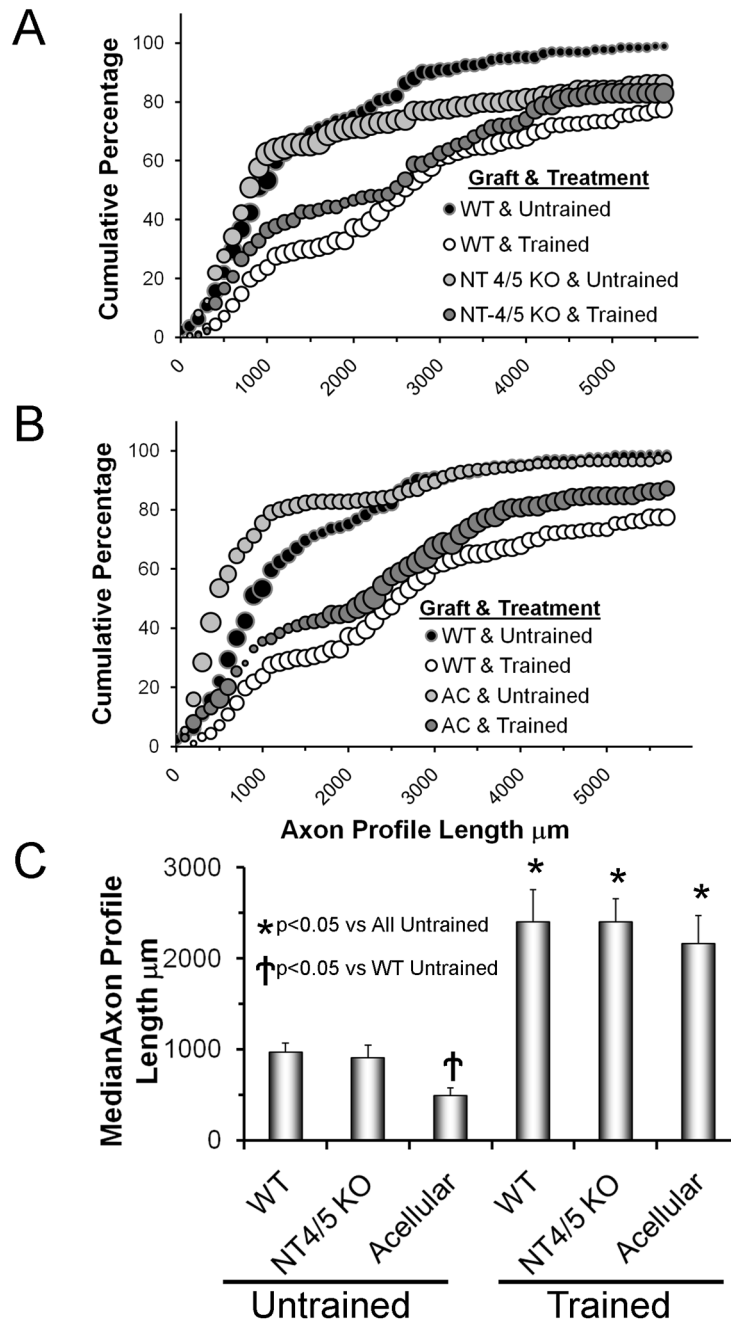 A
Cumulative Percentage
100
80
60
40
20
0
Graft & Treatment
WT & Untrained
WT & Trained
NT 4/5 KO & Untrained
NT-4/5 KO & Trained
0
1000
2000
3000
4000
5000
B
Cumulative Percentage
100
80
60
40
20
0
Graft & Treatment
WT & Untrained
WT & Trained
AC & Untrained
AC & Trained
0
1000
2000
3000
4000
5000
Axon Profile Length μm
C
MedianAxon Profile
Length μm
3000
2000
1000
0
*p<0.05 vs All Untrained
†p<0.05 vs WT Untrained
†
*
*
*
WT
NT4/5 KO
Acellular
WT
NT4/5 KO
Acellular
Untrained
Trained